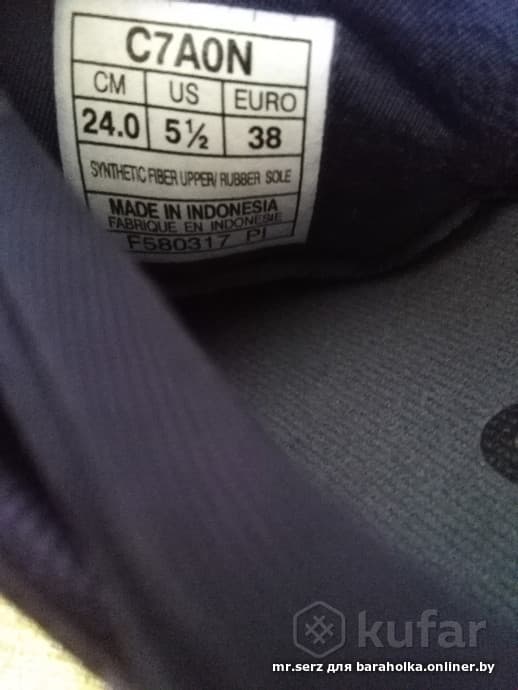 C7A0N
CM US EURO
24.0 5½ 38
SYNTHETIC FIBER UPPER/ RUBBER SOLE
MADE IN INDONESIA
FABRIQUE EN INDONESIE
F580317 PI
kufar
mr.serz для baraholka.onliner.by